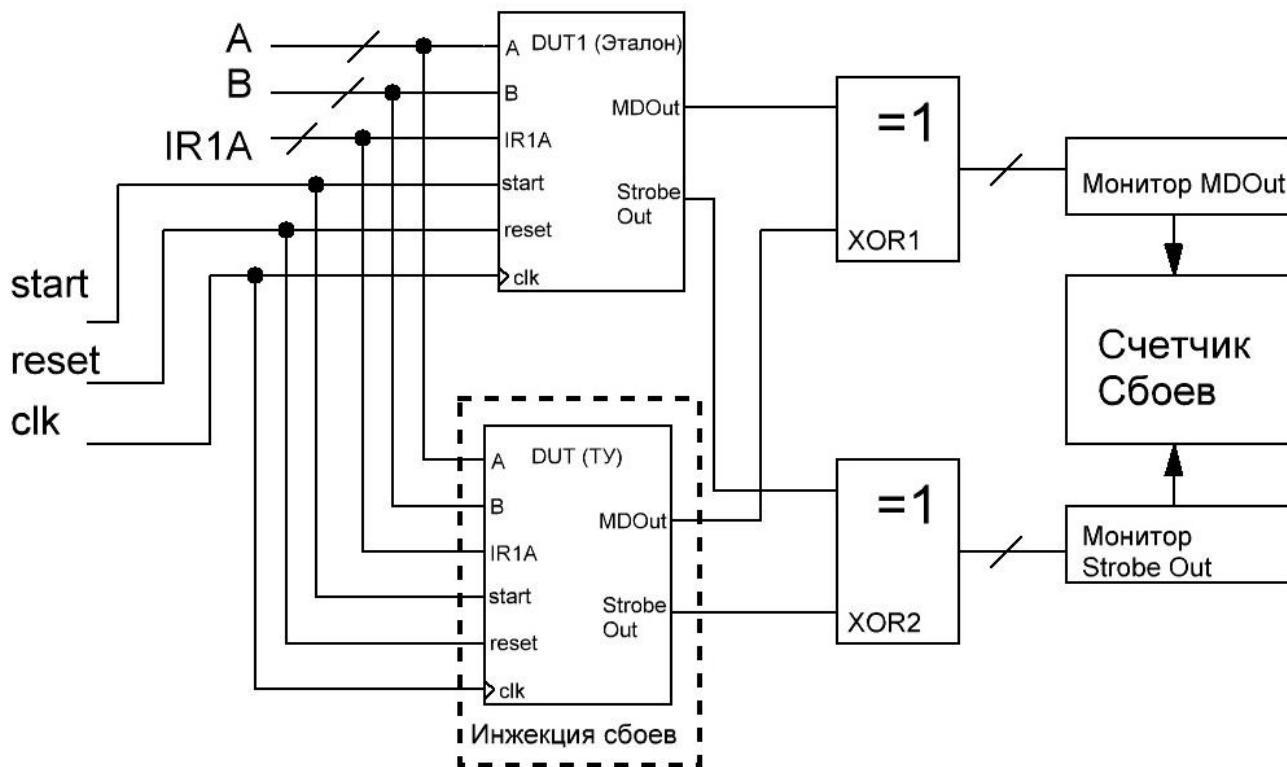 A
B
IR1A
start
reset
clk
DUT1 (Эталон)
A
B
IR1A
start
reset
clk
MDOut
Strobe
Out
=1
XOR1
Монитор MDOut
Счетчик
Сбоев
DUT (ТУ)
A
B
IR1A
start
reset
clk
MDOut
Strobe
Out
Инжекция сбоев
=1
XOR2
Монитор
Strobe Out